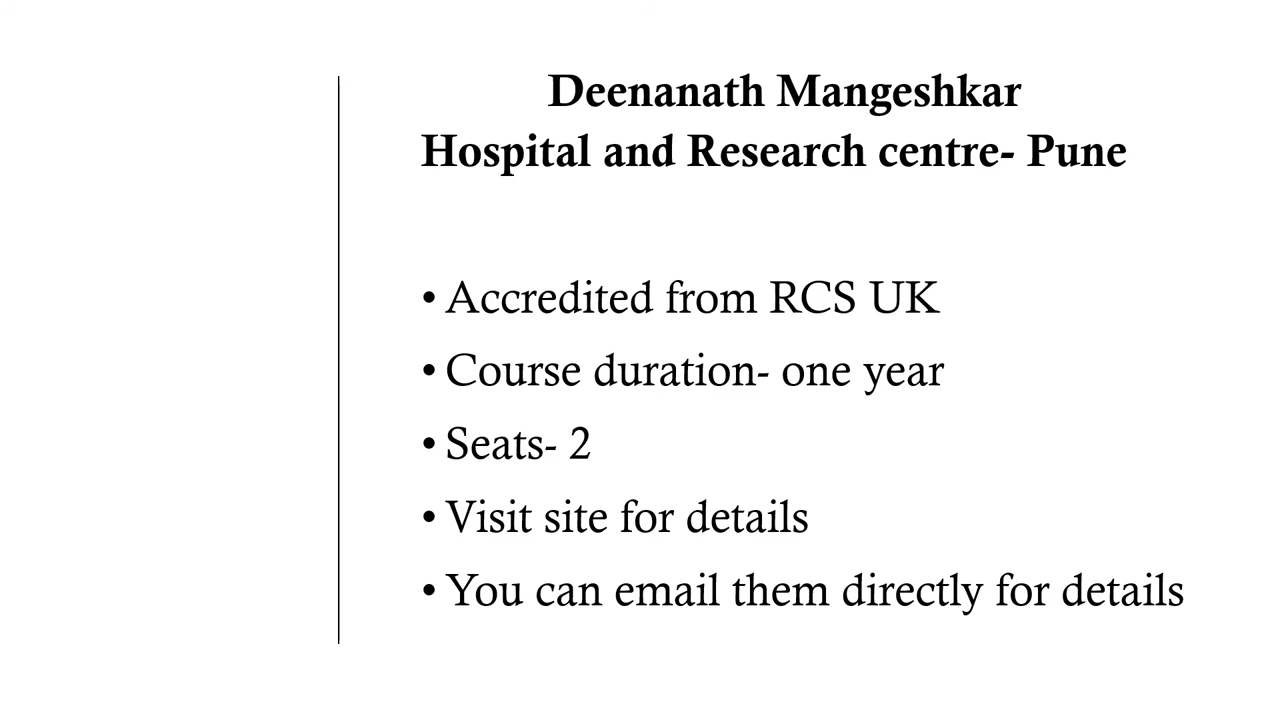 Deenanath Mangeshkar
Hospital and Research centre- Pune
• Accredited from RCS UK
• Course duration- one year
• Seats- 2
• Visit site for details
• You can email them directly for details